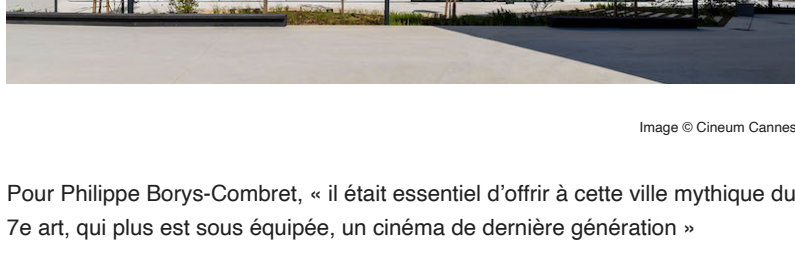 Image © Cineum Cannes
Pour Philippe Borys-Combret, « il était essentiel d’offrir à cette ville mythique du
7e art, qui plus est sous équipée, un cinéma de dernière génération »